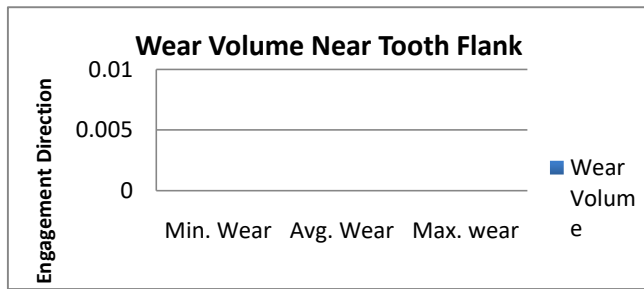 Wear Volume Near Tooth Flank
Engagement Direction
0.01
0.005
0
Min. Wear Avg. Wear Max. wear
Wear
Volum
e